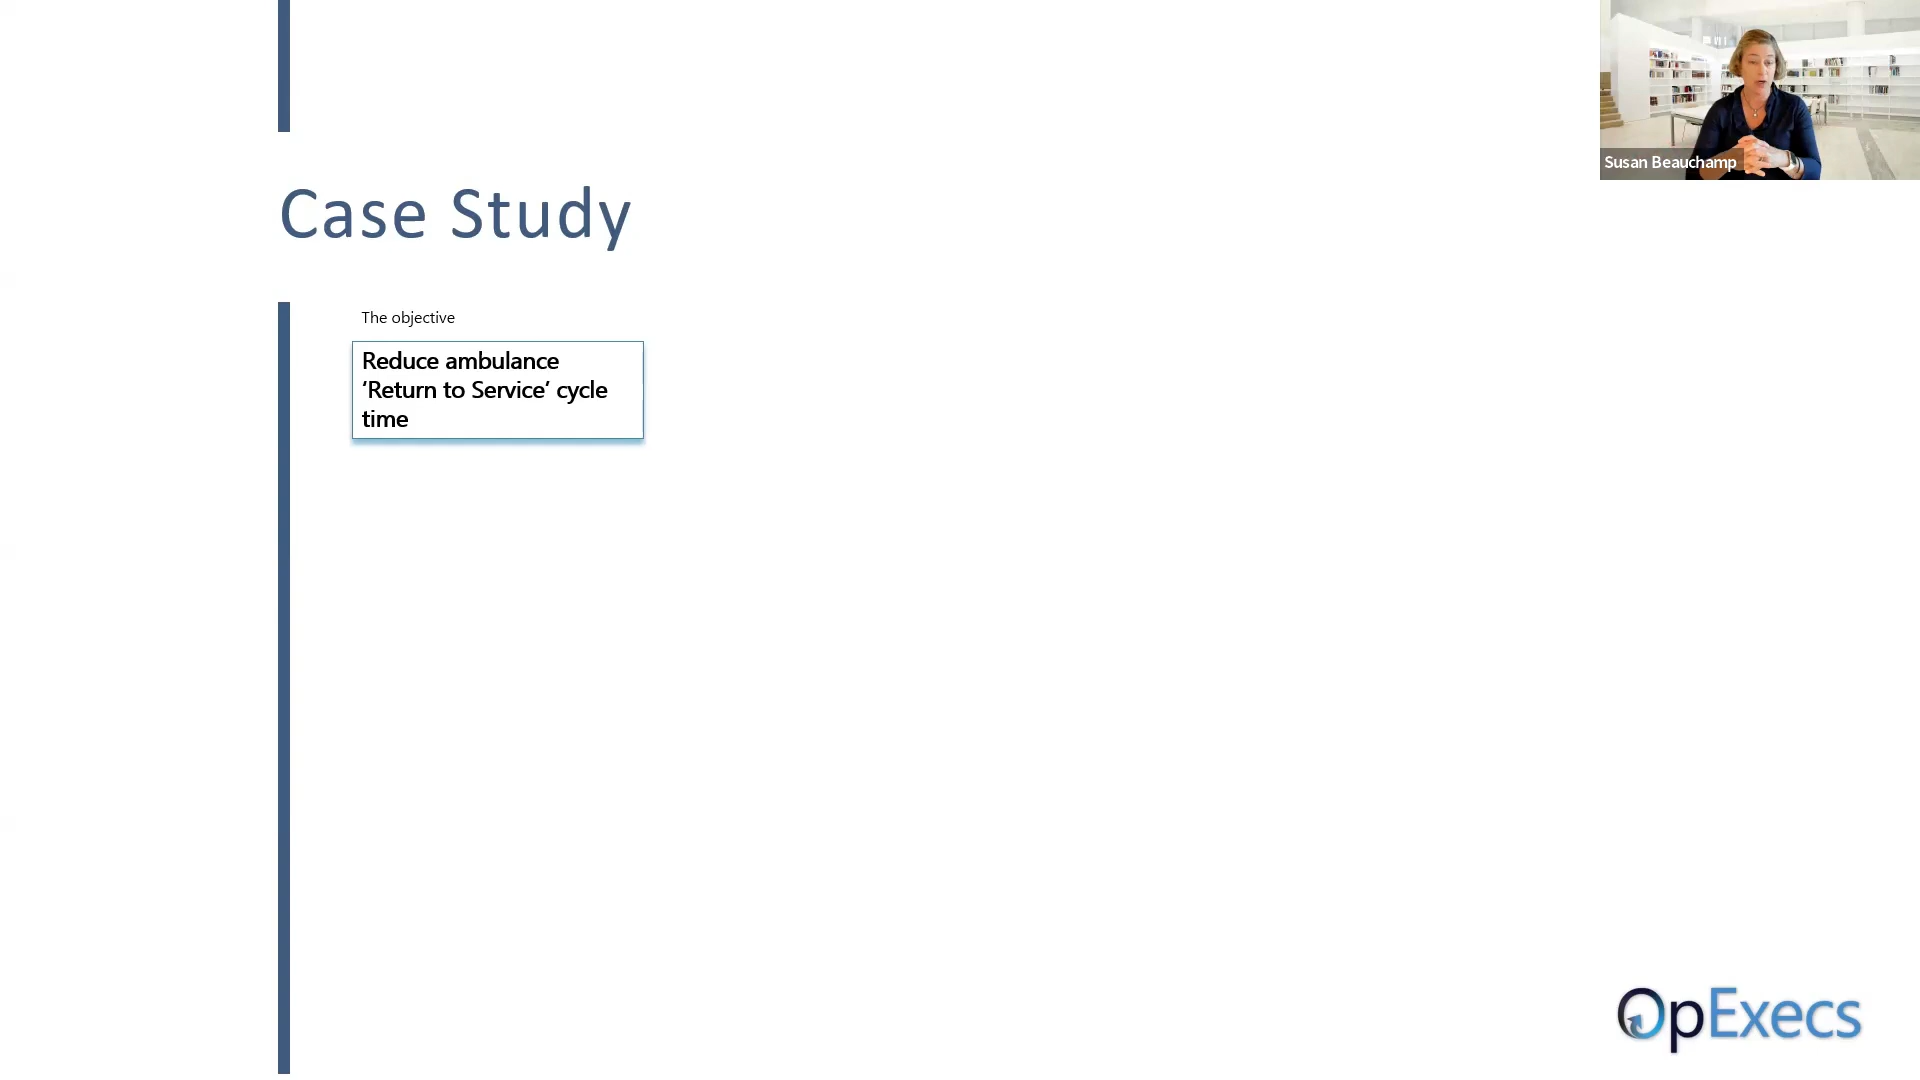 Susan Beauchamp
Case Study
The objective
Reduce ambulance
‘Return to Service’ cycle
time
OpExecs